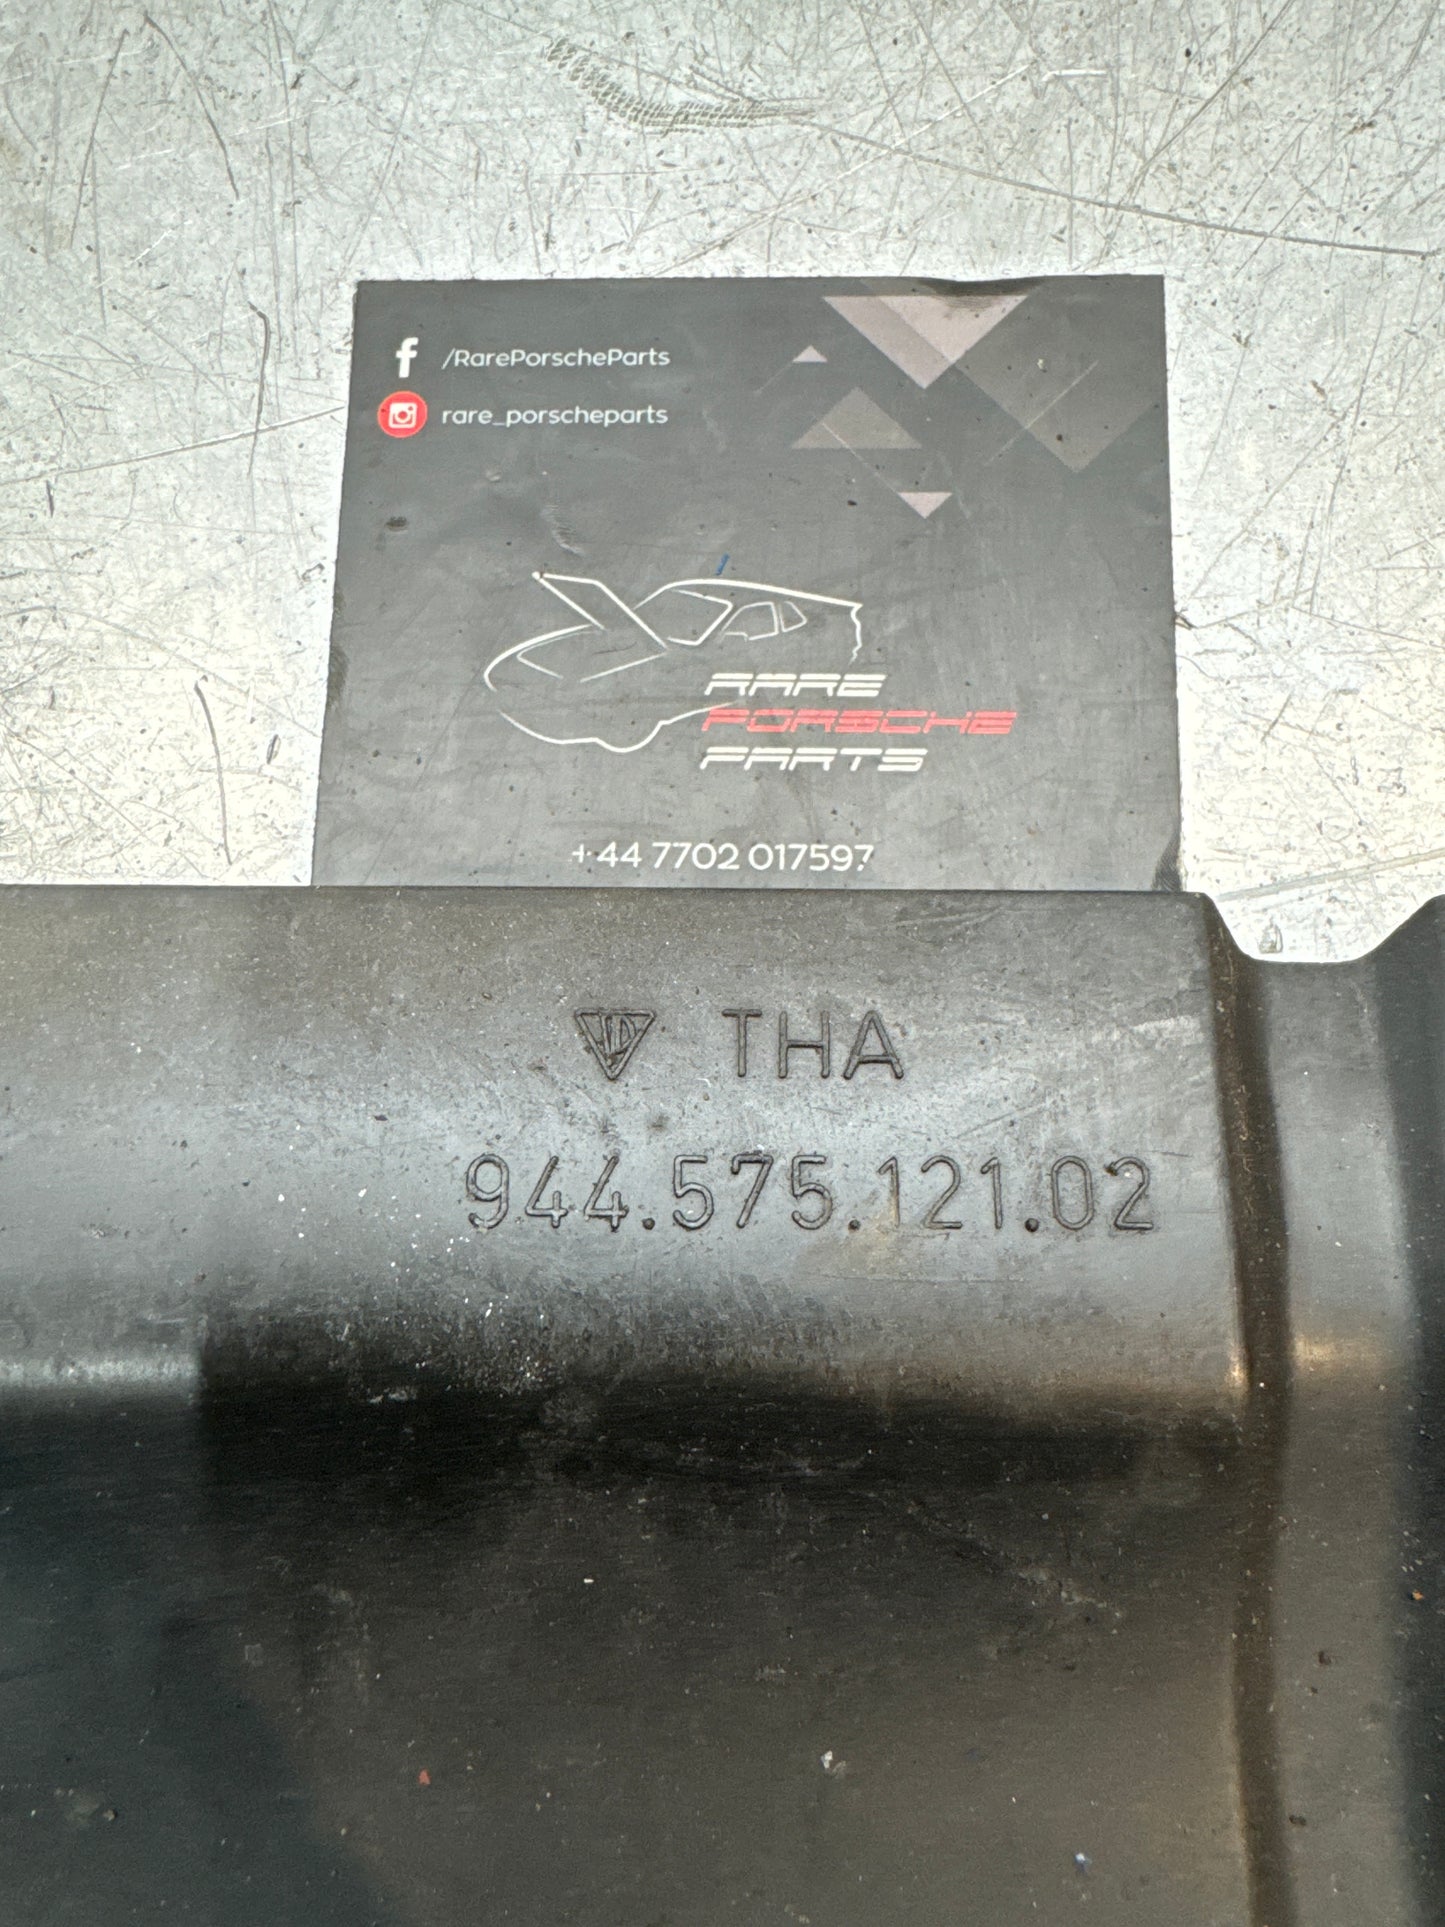 /RarePorscheParts
rare_porscheparts
RARE
PORSCHE
PARTS
+44 7702 017597
THA
944.575.121.02